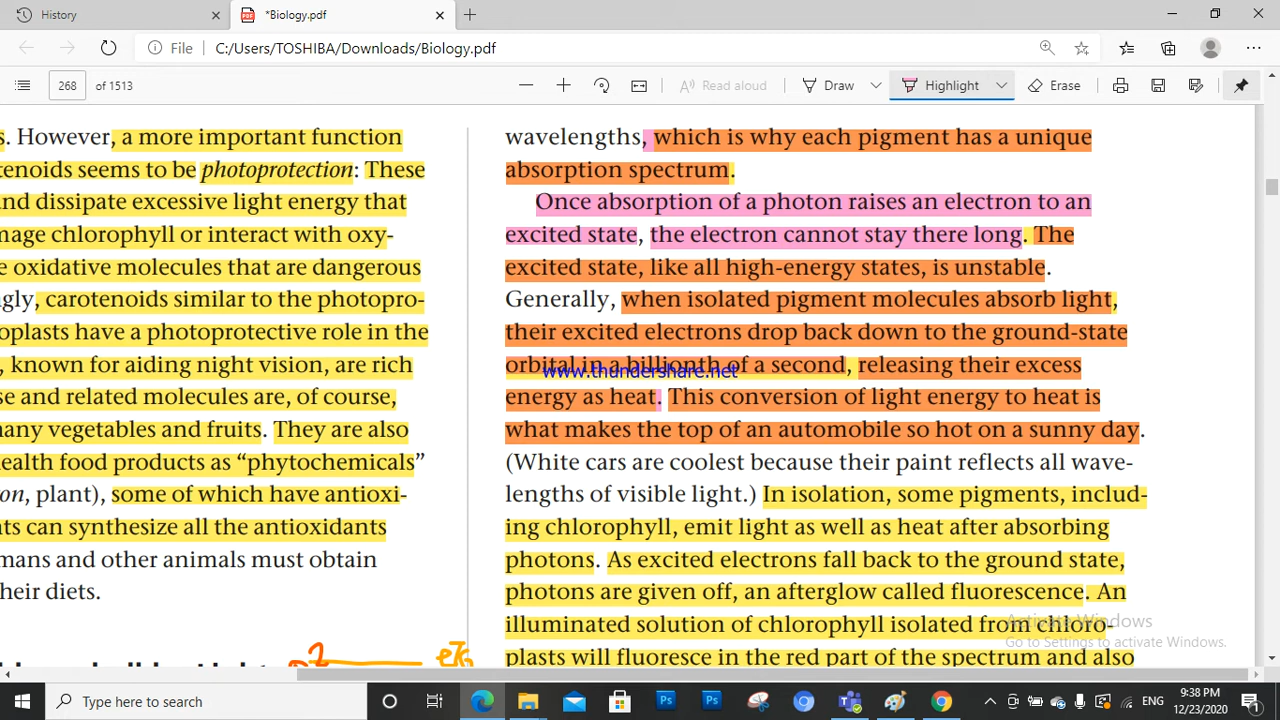 History
*Biology.pdf
File
C:/Users/TOSHIBA/Downloads/Biology.pdf
268 of 1513
Read aloud
Draw
Highlight
Erase
s. However, a more important function
tenoids seems to be photoprotection: These
and dissipate excessive light energy that
mage chlorophyll or interact with oxy-
e oxidative molecules that are dangerous
gly, carotenoids similar to the photopro-
oplasts have a photoprotective role in the
, known for aiding night vision, are rich
se and related molecules are, of course,
many vegetables and fruits. They are also
health food products as “phytochemicals”
on, plant), some of which have antioxi-
nts can synthesize all the antioxidants
mans and other animals must obtain
heir diets.
wavelengths, which is why each pigment has a unique
absorption spectrum.
Once absorption of a photon raises an electron to an
excited state, the electron cannot stay there long. The
excited state, like all high-energy states, is unstable.
Generally, when isolated pigment molecules absorb light,
their excited electrons drop back down to the ground-state
orbital in a billionth of a second, releasing their excess
www.thundershare.net
energy as heat. This conversion of light energy to heat is
what makes the top of an automobile so hot on a sunny day.
(White cars are coolest because their paint reflects all wave-
lengths of visible light.) In isolation, some pigments, includ-
ing chlorophyll, emit light as well as heat after absorbing
photons. As excited electrons fall back to the ground state,
photons are given off, an afterglow called fluorescence. An
illuminated solution of chlorophyll isolated from chloro-
plasts will fluoresce in the red part of the spectrum and also
Activate Windows
Go to Settings to activate Windows.
Type here to search
ENG
9:38 PM
12/23/2020